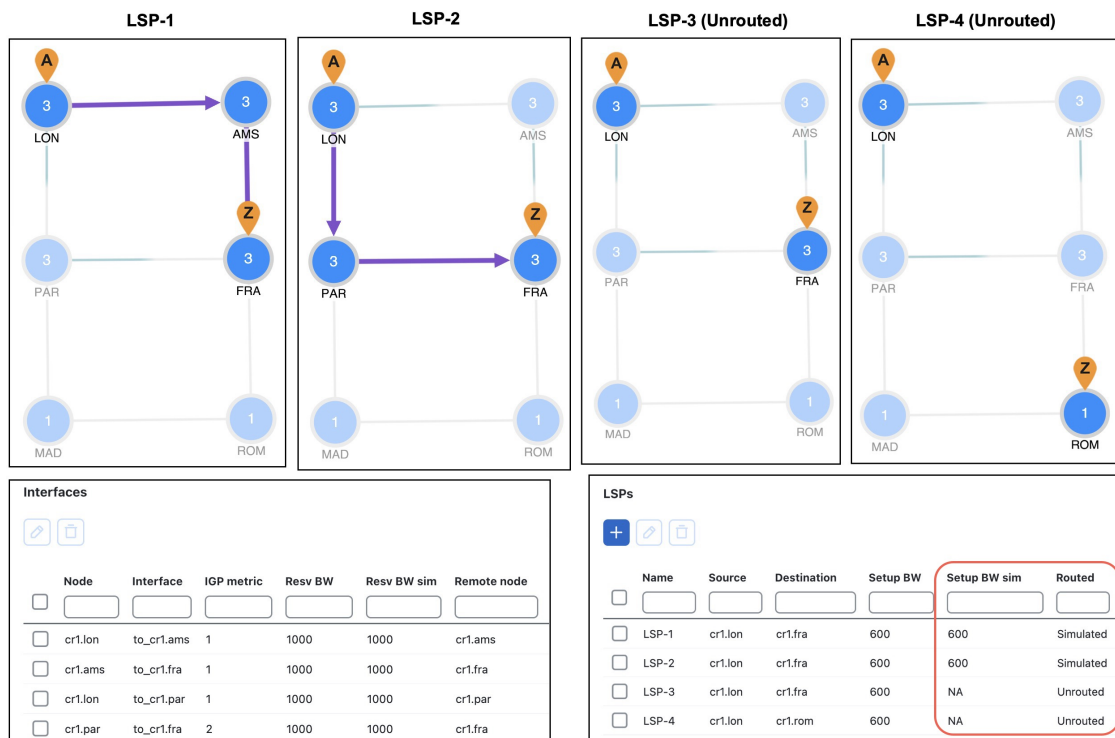 LSP-1
LSP-2
LSP-3 (Unrouted)
LSP-4 (Unrouted)
A
3
3
LON
AMS
Z
3
3
PAR
FRA
1
1
MAD
ROM
A
3
3
LON
AMS
Z
3
3
PAR
FRA
1
1
MAD
ROM
A
3
3
LON
AMS
Z
3
3
PAR
FRA
1
1
MAD
ROM
A
3
3
LON
AMS
3
3
PAR
FRA
Z
1
1
MAD
ROM
Interfaces
Node Interface IGP metric Resv BW Resv BW sim Remote node
cr1.lon to_cr1.ams 1 1000 1000 cr1.ams
cr1.ams to_cr1.fra 1 1000 1000 cr1.fra
cr1.lon to_cr1.par 1 1000 1000 cr1.par
cr1.par to_cr1.fra 2 1000 1000 cr1.fra
LSPs
Name Source Destination Setup BW Setup BW sim Routed
LSP-1 cr1.lon cr1.fra 600 600 Simulated
LSP-2 cr1.lon cr1.fra 600 600 Simulated
LSP-3 cr1.lon cr1.fra 600 NA Unrouted
LSP-4 cr1.lon cr1.rom 600 NA Unrouted